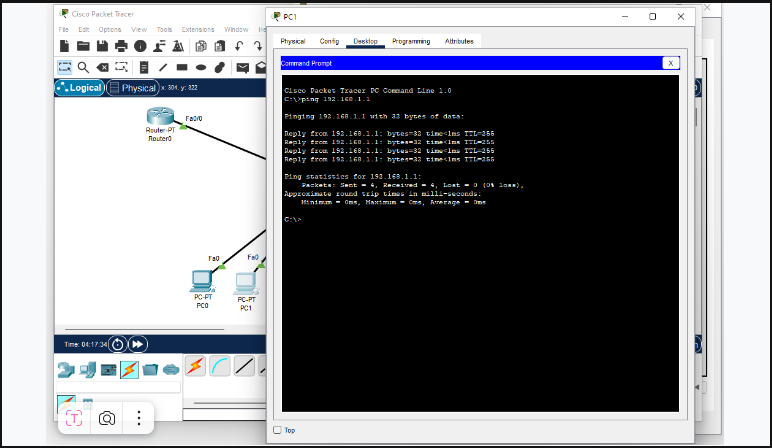 Cisco Packet Tracer
File Edit Options View Tools Extensions Window
Logical Physical x: 304, y: 322
Fa0/0
Router-PT
Router0
Fa0 Fa0
PC-PT
PC0
PC-PT
PC1
Time: 04:17:34
PC1
Physical Config Desktop Programming Attributes
Command Prompt X
Cisco Packet Tracer PC Command Line 1.0
C:\>ping 192.168.1.1
Pinging 192.168.1.1 with 32 bytes of data:
Reply from 192.168.1.1: bytes=32 time<1ms TTL=255
Reply from 192.168.1.1: bytes=32 time<1ms TTL=255
Reply from 192.168.1.1: bytes=32 time<1ms TTL=255
Reply from 192.168.1.1: bytes=32 time<1ms TTL=255
Ping statistics for 192.168.1.1:
Packets: Sent = 4, Received = 4, Lost = 0 (0% loss),
Approximate round trip times in milli-seconds:
Minimum = 0ms, Maximum = 0ms, Average = 0ms
C:\>
Top